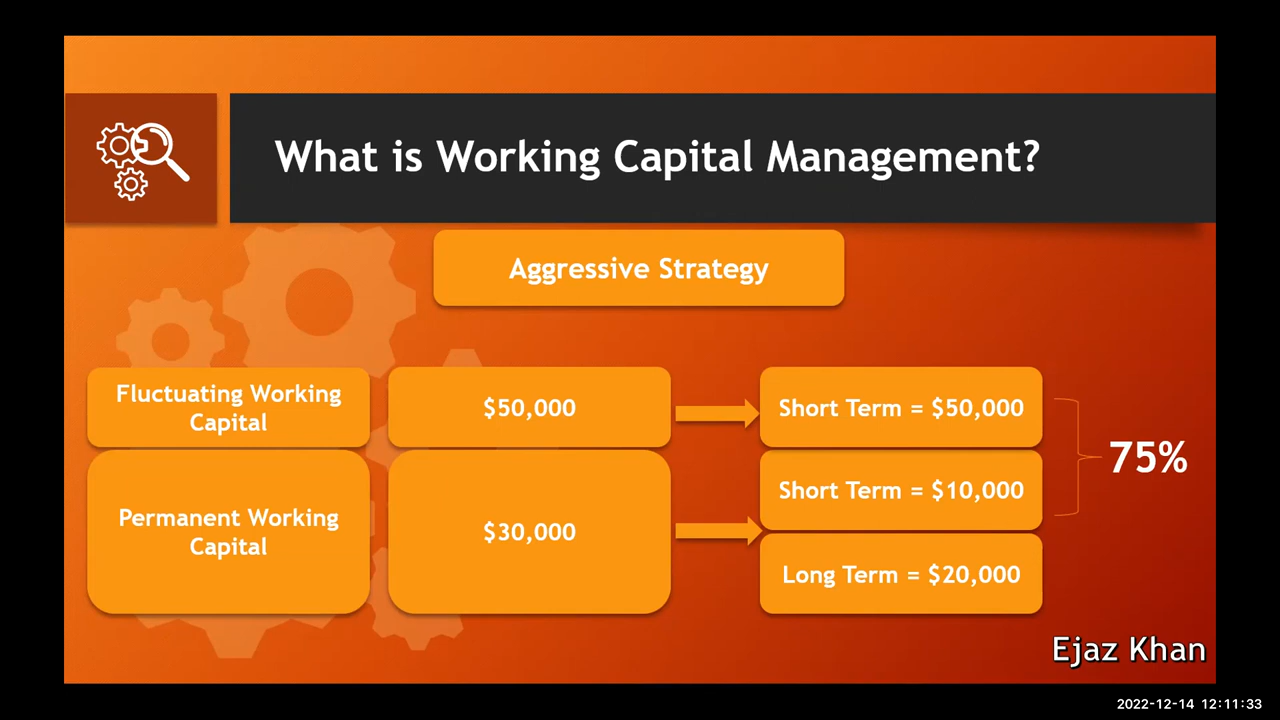 What is Working Capital Management?
Aggressive Strategy
Fluctuating Working
Capital
$50,000
Short Term = $50,000
Permanent Working
Capital
$30,000
Short Term = $10,000
Long Term = $20,000
75%
Ejaz Khan
2022-12-14 12:11:33